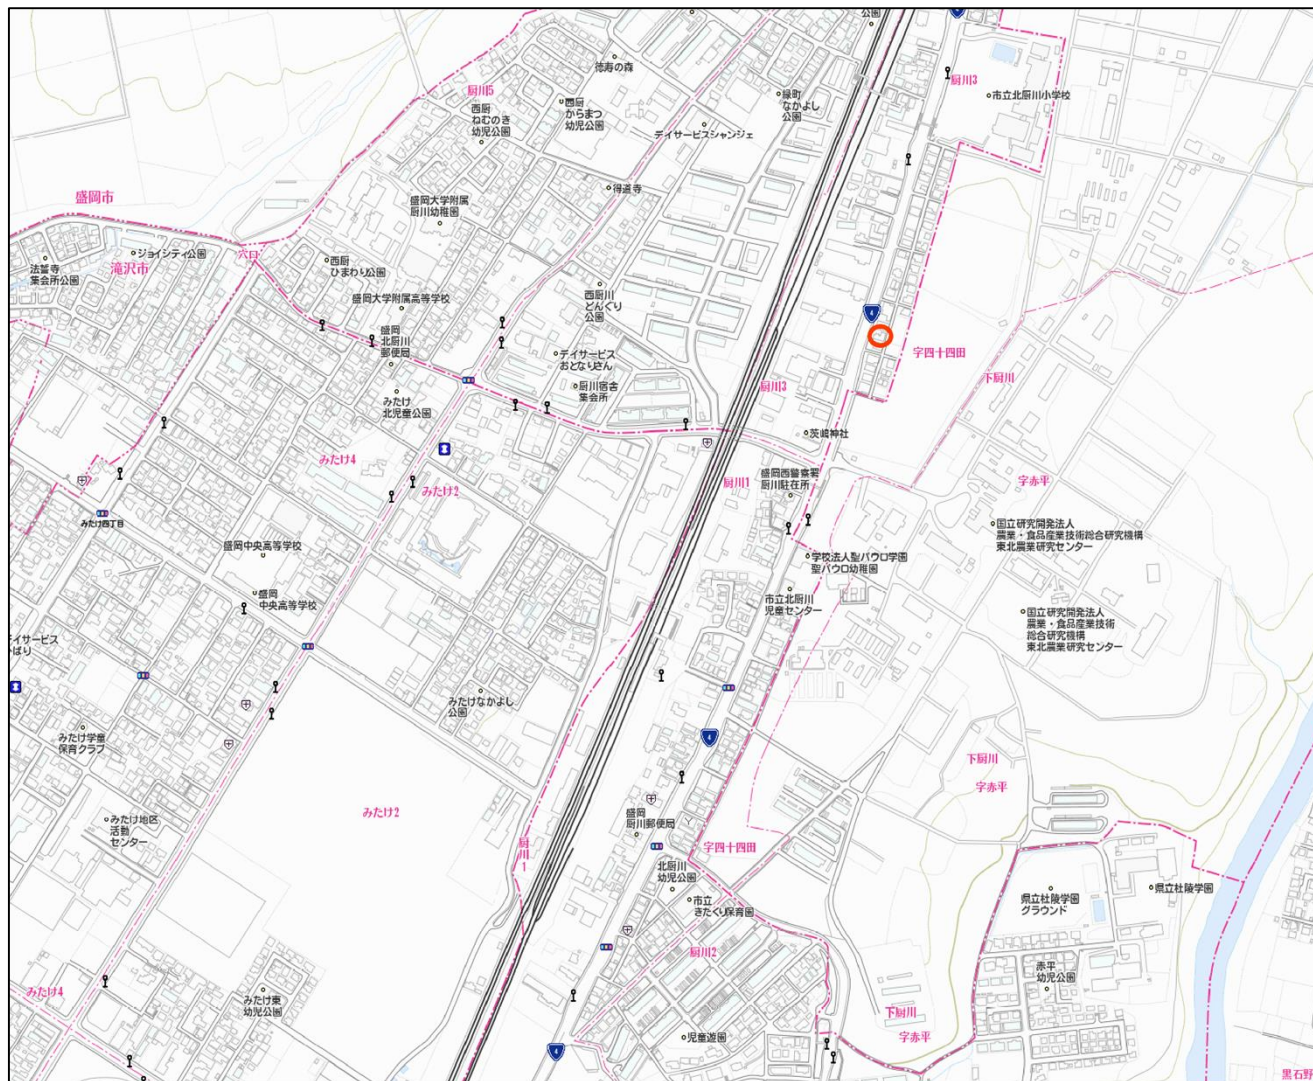 公園
4
徳寿の森
厨川3
市立北厨川小学校
厨川5
西厨
からまつ
幼児公園
緑町
なかよし
公園
西厨
ねむのき
幼児公園
デイサービスシャンジェ
得道寺
盛岡市
盛岡大学附属
厨川幼稚園
ジョイシティ公園
穴口
西厨
ひまわり公園
法誓寺
集会所公園
滝沢市
西厨川
どんぐり
公園
盛岡大学附属高等学校
4
盛岡
北厨川
郵便局
デイサービス
おとなりさん
字四十四田
下厨川
厨川宿舎
集会所
厨川3
みたけ
北児童公園
茨嶋神社
みたけ4
盛岡西警察署
厨川駐在所
厨川1
字赤平
みたけ2
みたけ四丁目
国立研究開発法人
農業・食品産業技術総合研究機構
東北農業研究センター
盛岡中央高等学校
学校法人聖パウロ学園
聖パウロ幼稚園
盛岡
中央高等学校
市立北厨川
児童センター
国立研究開発法人
農業・食品産業技術
総合研究機構
東北農業研究センター
デイサービス
ひばり
みたけなかよし
公園
みたけ学童
保育クラブ
4
下厨川
字赤平
みたけ2
みたけ地区
活動
センター
盛岡
厨川郵便局
厨川1
字四十四田
北厨川
幼児公園
市立
きたくり保育園
県立杜陵学園
グラウンド
県立杜陵学園
厨川2
赤平
幼児公園
みたけ4
みたけ東
幼児公園
下厨川
字赤平
児童遊園
4
黒石野